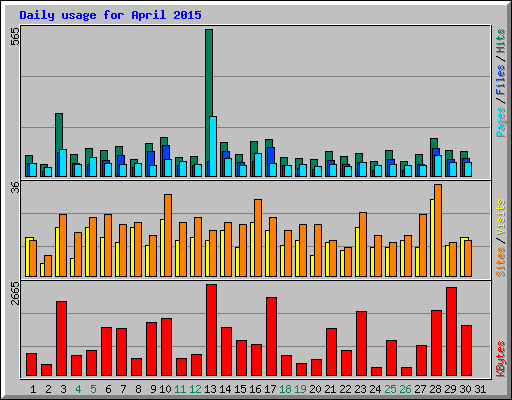 Daily usage for April 2015
565
Pages / Files / Hits
36
Sites / Visits
2665
KBytes
1 2 3 4 5 6 7 8 9 10 11 12 13 14 15 16 17 18 19 20 21 22 23 24 25 26 27 28 29 30 31